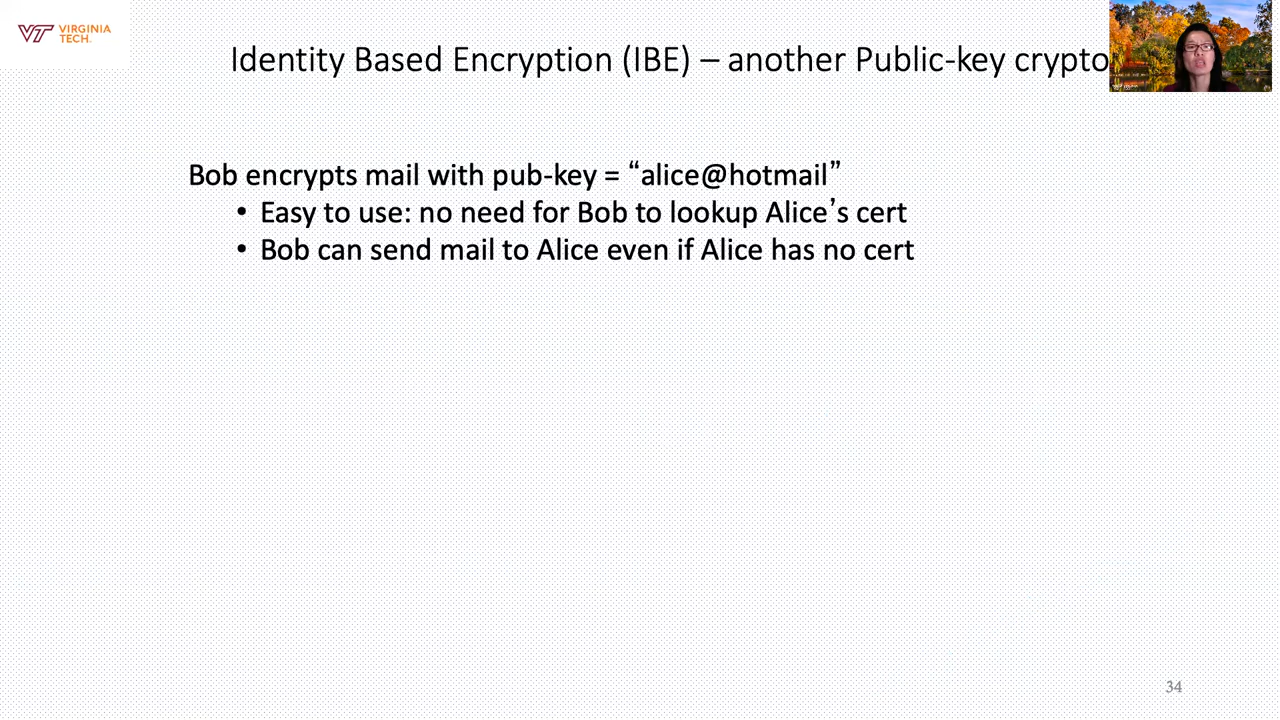 VIRGINIA
TECH
Identity Based Encryption (IBE) – another Public-key crypto
Bob encrypts mail with pub-key = “alice@hotmail”
• Easy to use: no need for Bob to lookup Alice’s cert
• Bob can send mail to Alice even if Alice has no cert
34